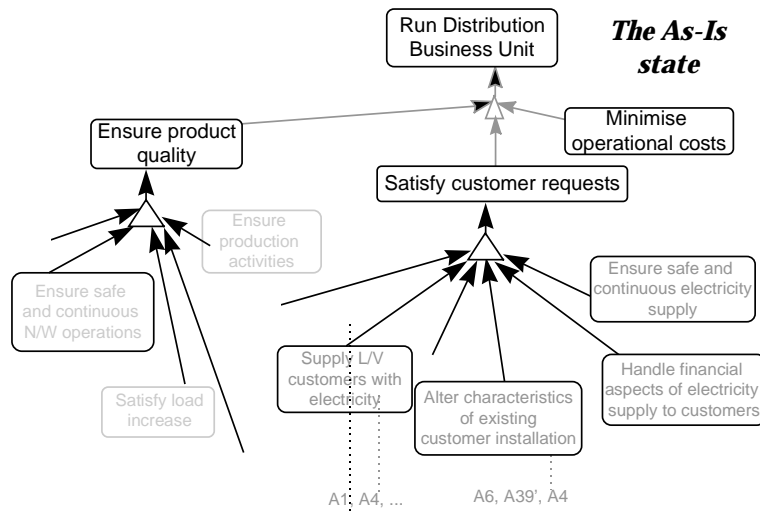 Run Distribution
Business Unit
The As-Is
state
Ensure product
quality
Minimise
operational costs
Satisfy customer requests
Ensure
production
activities
Ensure safe
and continuous
N/W operations
Satisfy load
increase
Ensure safe and
continuous electricity
supply
Supply L/V
customers with
electricity
Alter characteristics
of existing
customer installation
Handle financial
aspects of electricity
supply to customers
A1, A4, ...
A6, A39', A4